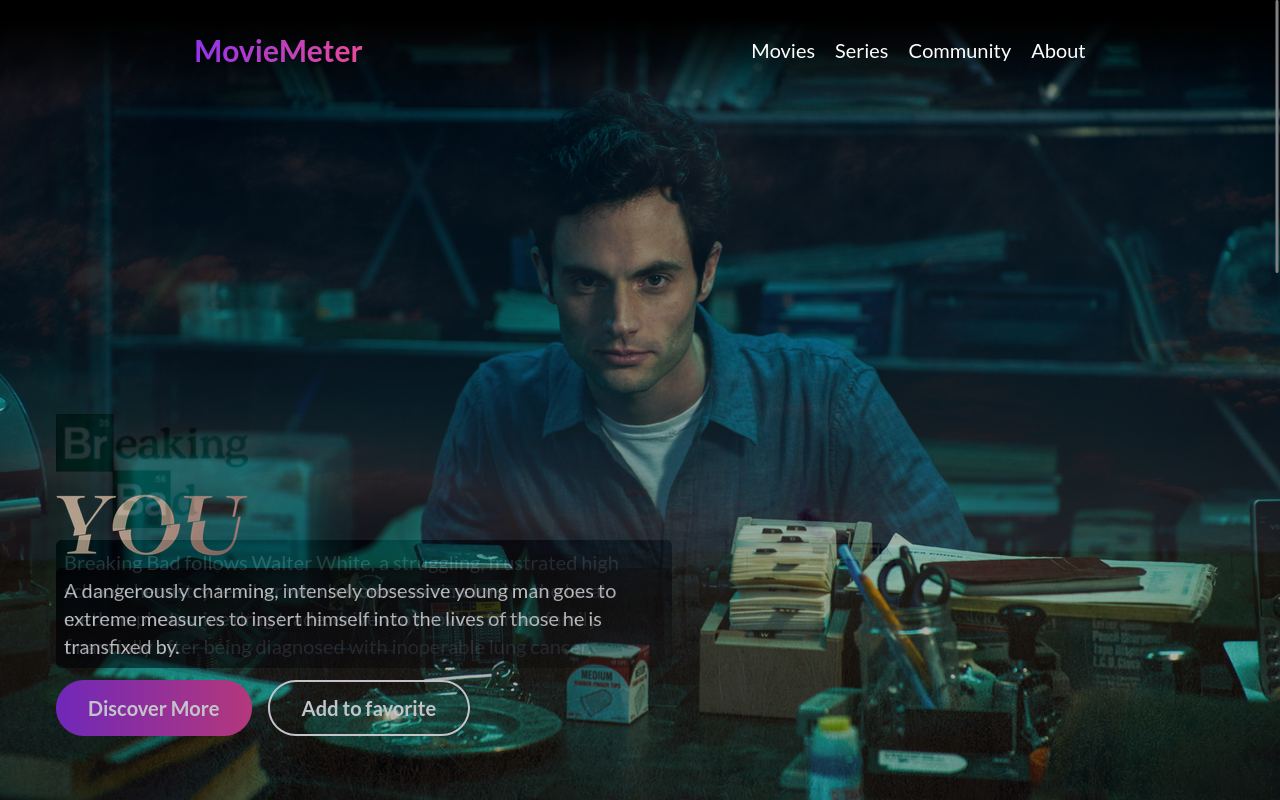 MovieMeter
Movies Series Community About
Breaking
Bad
YOU
Breaking Bad follows Walter White, a struggling, frustrated high
A dangerously charming, intensely obsessive young man goes to
extreme measures to insert himself into the lives of those he is
transfixed by.
after being diagnosed with inoperable lung cancer,
MEDIUM
Discover More
Add to favorite